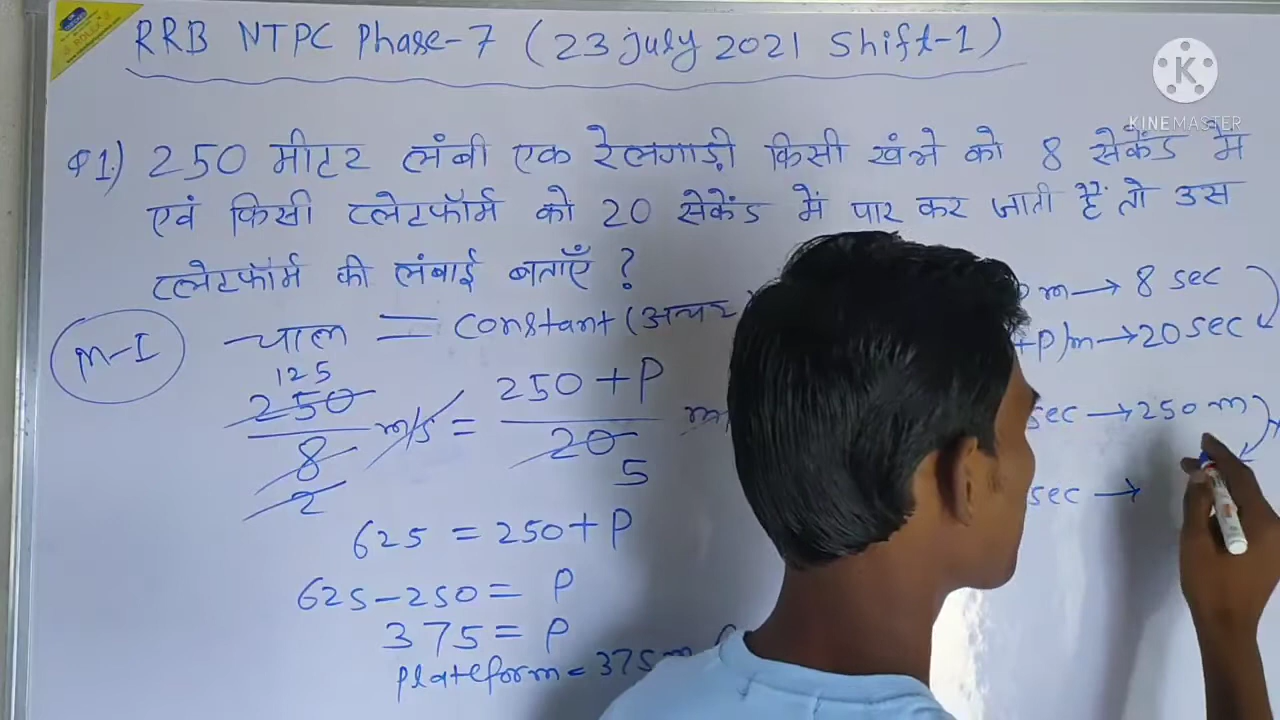 RRB NTPC Phase-7 (23 july 2021 Shift-1)
KINEMASTER
Q1.) 250 मीटर लंबी एक रेलगाड़ी किसी खंभे को 8 सेकेंड में
एवं किसी प्लेटफॉर्म को 20 सेकेंड में पार कर जाती हैं तो उस
प्लेटफॉर्म की लंबाई बताएँ ?
M-I
चाल = Constant (अचर
125
250 / 8 m/s = 250+P / 20
2
5
625 = 250+P
625-250 = P
375 = P
plateform = 375m
m → 8 sec
+P)m → 20 sec
sec → 250 m
sec →